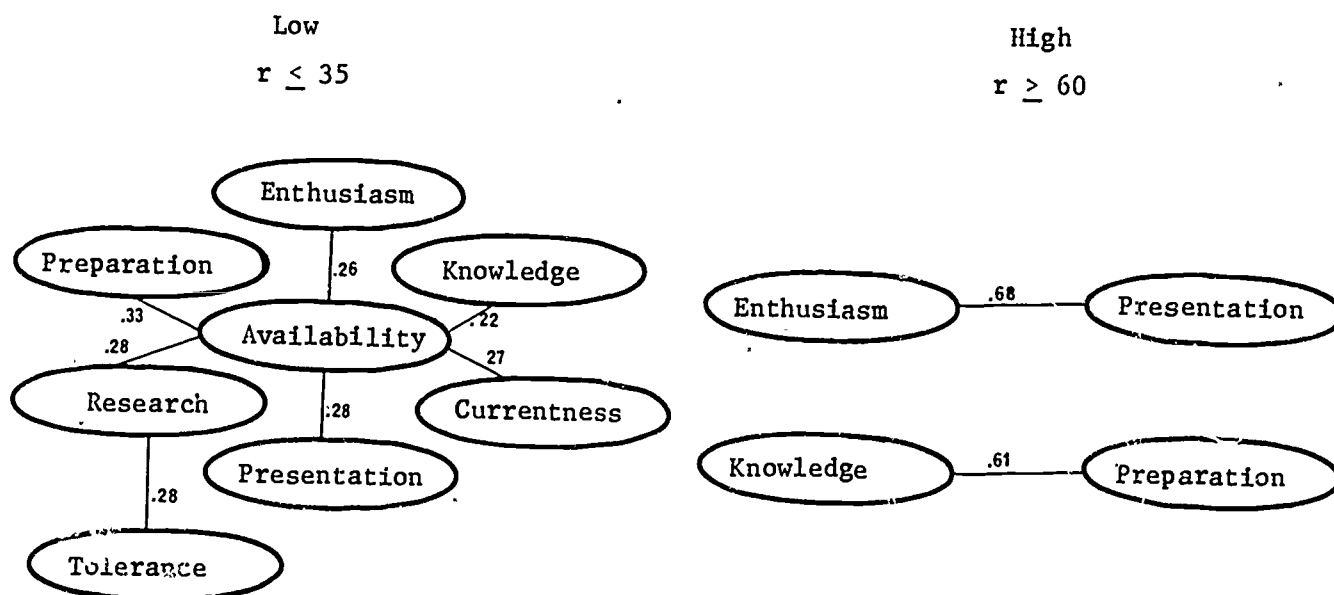 Low
r ≤ 35
High
r ≥ 60
Enthusiasm
Preparation
.26
Knowledge
.33
Availability
.22
.28
27
Research
.28
Currentness
Presentation
.28
Tolerance
Enthusiasm
.68
Presentation
Knowledge
.61
Preparation